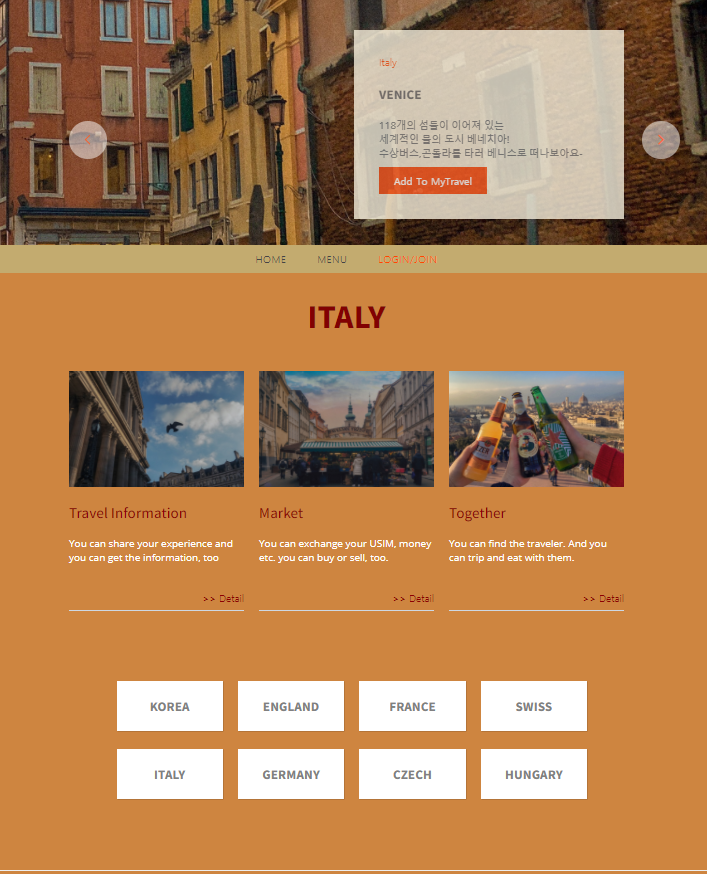 Italy
VENICE
118개의 섬들이 이어져 있는
세계적인 물의 도시 베네치아!
수상버스,곤돌라를 타러 베니스로 떠나보아요~
Add To MyTravel
HOME MENU LOGIN/JOIN
ITALY
Travel Information Market Together
You can share your experience and
you can get the information, too
You can exchange your USIM, money
etc. you can buy or sell, too.
You can find the traveler. And you
can trip and eat with them.
>> Detail >> Detail >> Detail
KOREA ENGLAND FRANCE SWISS
ITALY GERMANY CZECH HUNGARY